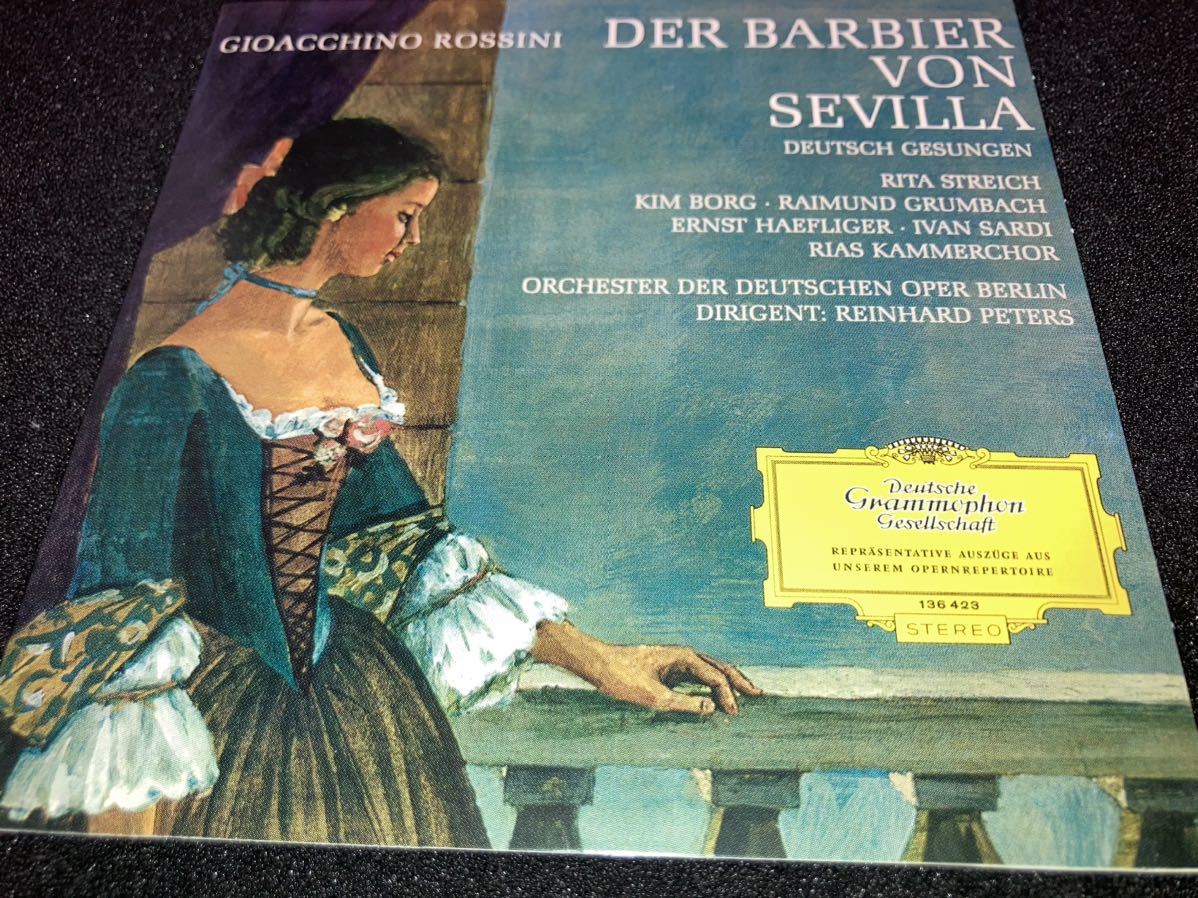 GIOACCHINO ROSSINI
DER BARBIER
VON
SEVILLA
DEUTSCH GESUNGEN
RITA STREICH
KIM BORG · RAIMUND GRUMBACH
ERNST HAEFLIGER · IVAN SARDI
RIAS KAMMERCHOR
ORCHESTER DER DEUTSCHEN OPER BERLIN
DIRIGENT: REINHARD PETERS
Deutsche
Grammophon
Gesellschaft
REPRÄSENTATIVE AUSZÜGE AUS
UNSEREM OPERNREPERTOIRE
136 423
STEREO